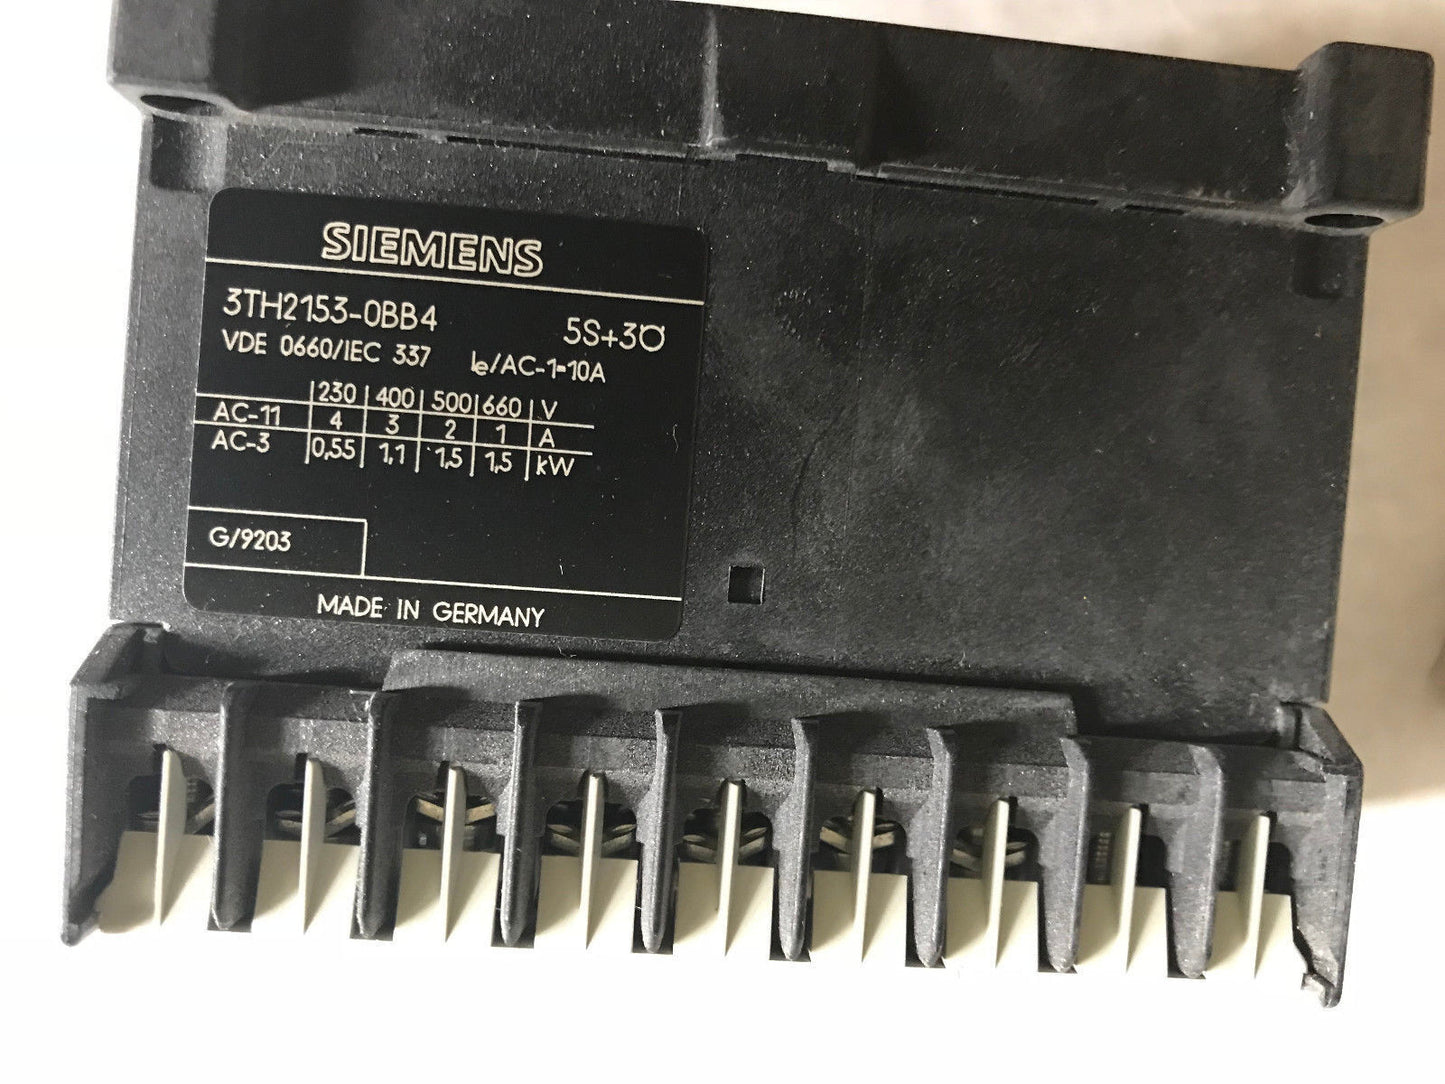 SIEMENS
3TH2153-0BB4 5S+3Ö
VDE 0660/IEC 337 Ie/AC-1=10A
230 400 500 660 V
AC-11 4 3 2 1 A
AC-3 0,55 1,1 1,5 1,5 kW
G/9203
MADE IN GERMANY